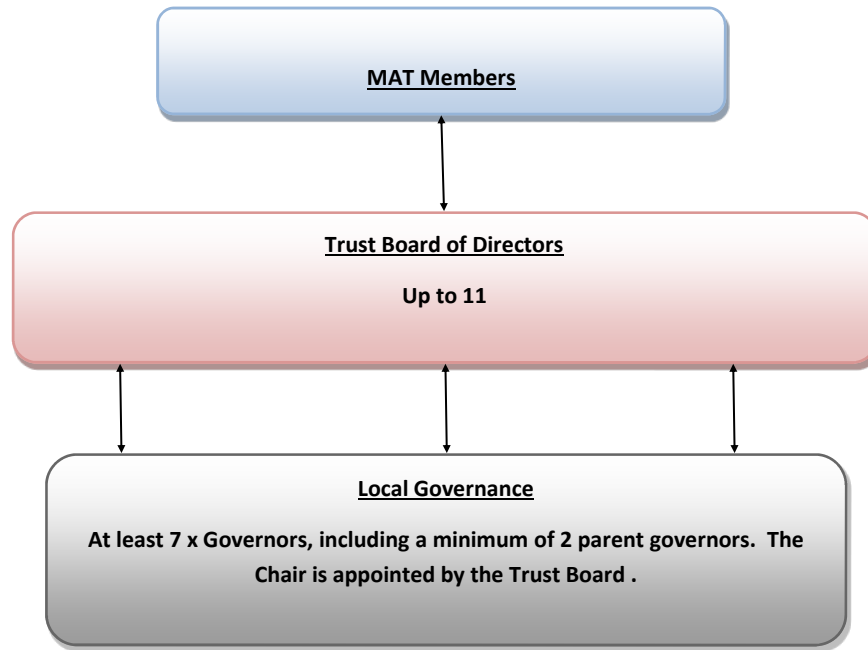 MAT Members
Trust Board of Directors
Up to 11
Local Governance
At least 7 x Governors, including a minimum of 2 parent governors.  The
Chair is appointed by the Trust Board .